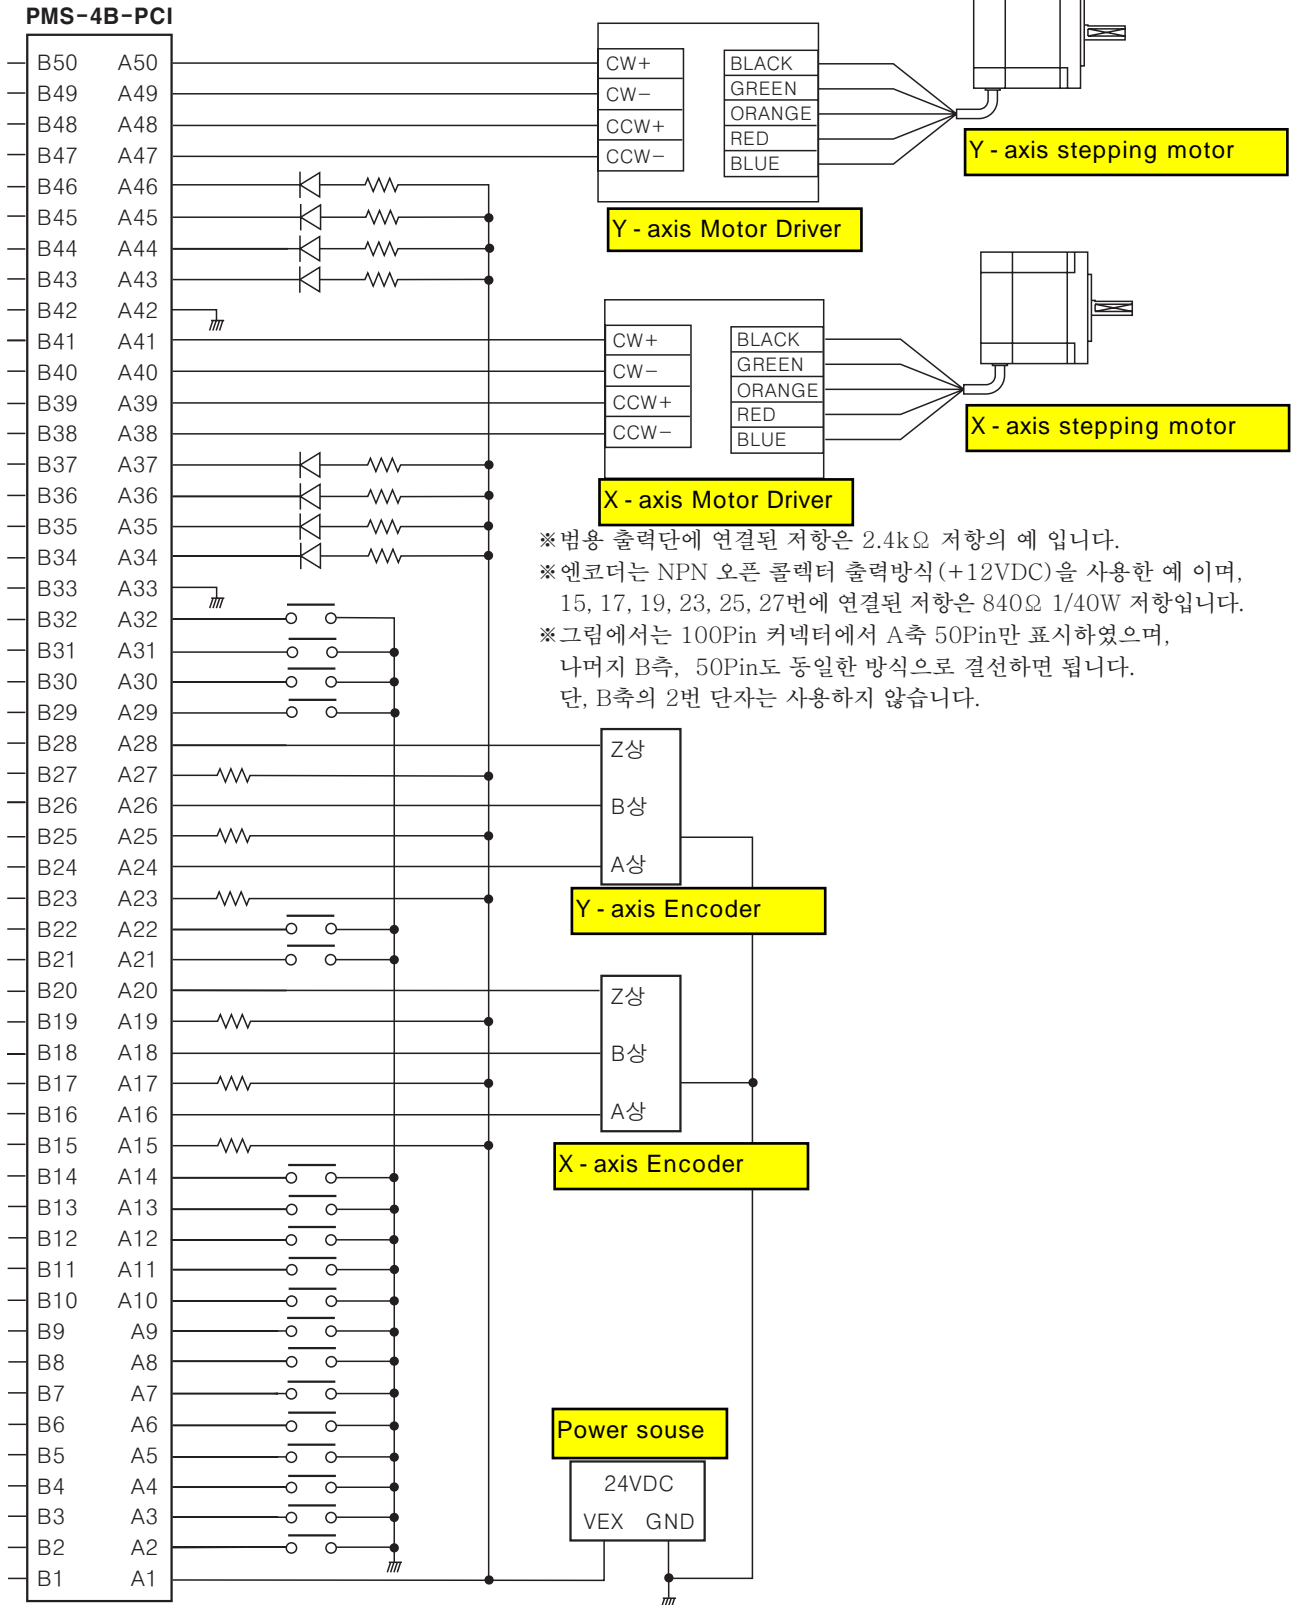 PMS-4B-PCI
B50 A50
B49 A49
B48 A48
B47 A47
B46 A46
B45 A45
B44 A44
B43 A43
B42 A42
B41 A41
B40 A40
B39 A39
B38 A38
B37 A37
B36 A36
B35 A35
B34 A34
B33 A33
B32 A32
B31 A31
B30 A30
B29 A29
B28 A28
B27 A27
B26 A26
B25 A25
B24 A24
B23 A23
B22 A22
B21 A21
B20 A20
B19 A19
B18 A18
B17 A17
B16 A16
B15 A15
B14 A14
B13 A13
B12 A12
B11 A11
B10 A10
B9 A9
B8 A8
B7 A7
B6 A6
B5 A5
B4 A4
B3 A3
B2 A2
B1 A1
CW+
CW-
CCW+
CCW-
BLACK
GREEN
ORANGE
RED
BLUE
Y - axis stepping motor
Y - axis Motor Driver
CW+
CW-
CCW+
CCW-
BLACK
GREEN
ORANGE
RED
BLUE
X - axis stepping motor
X - axis Motor Driver
※범용 출력단에 연결된 저항은 2.4kΩ 저항의 예 입니다.
※엔코더는 NPN 오픈 콜렉터 출력방식(+12VDC)을 사용한 예 이며,
15, 17, 19, 23, 25, 27번에 연결된 저항은 840Ω 1/40W 저항입니다.
※그림에서는 100Pin 커넥터에서 A축 50Pin만 표시하였으며,
나머지 B측, 50Pin도 동일한 방식으로 결선하면 됩니다.
단, B축의 2번 단자는 사용하지 않습니다.
Z상
B상
A상
Y - axis Encoder
Z상
B상
A상
X - axis Encoder
Power souse
24VDC
VEX GND